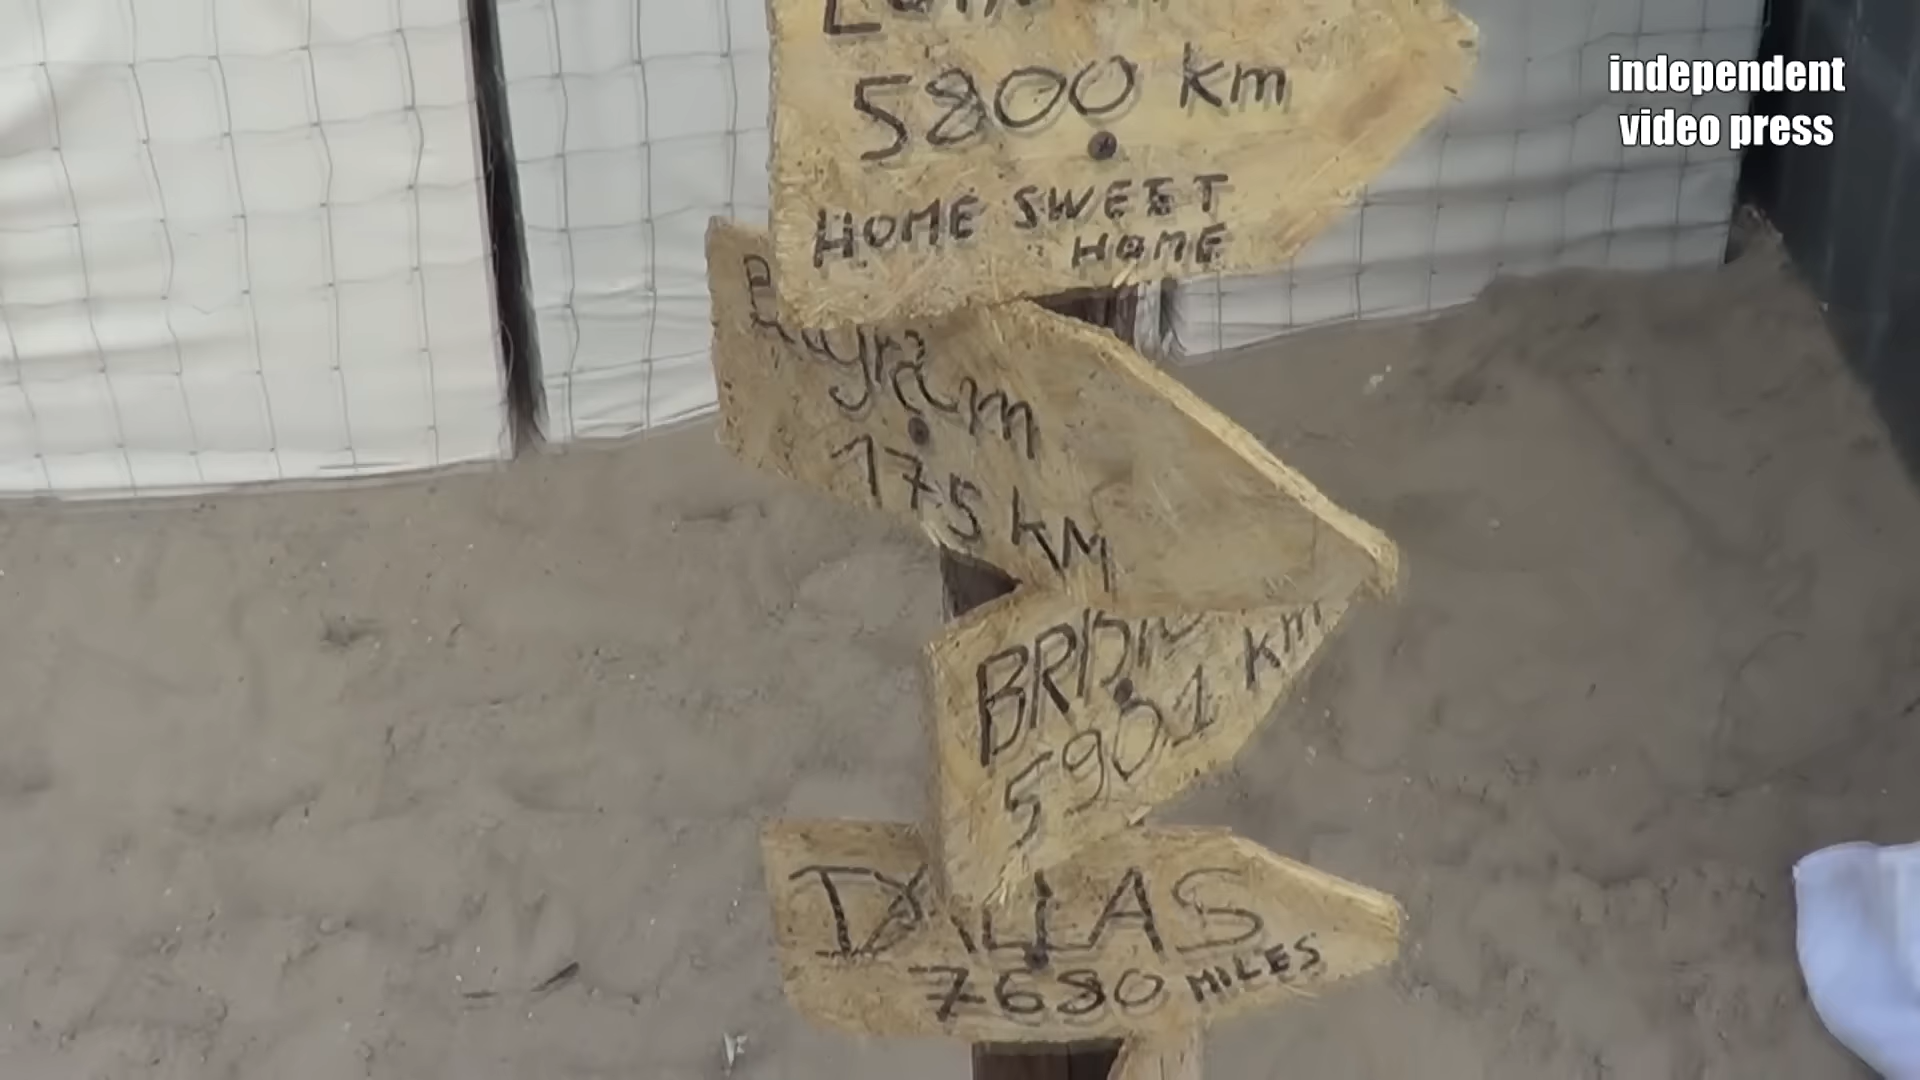 independent
video press
5800 km
HOME SWEET
HOME
175 KM
5901 km
DALLAS
7680 MILES